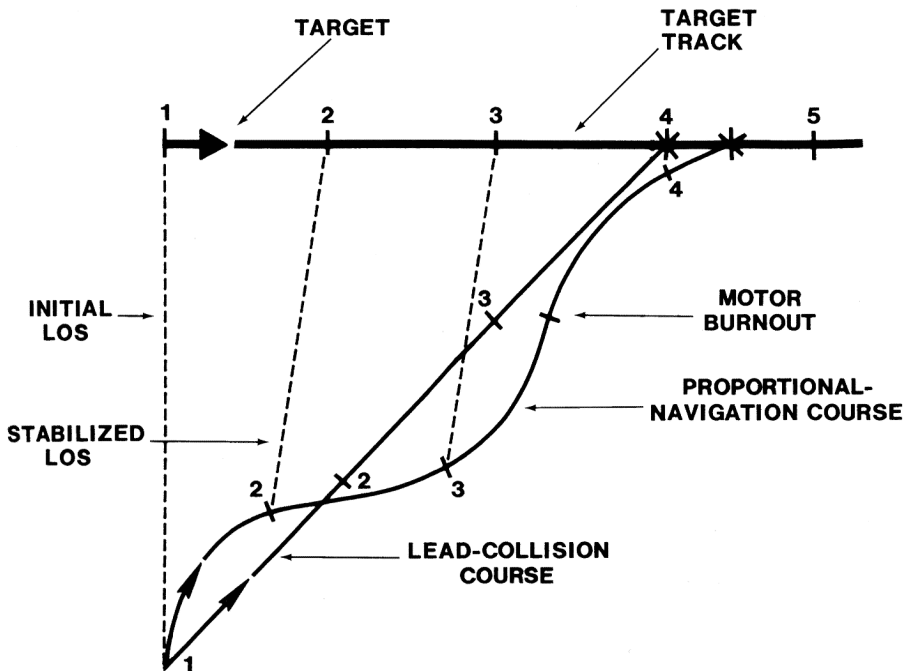 TARGET
TARGET
TRACK
1
2
3
4
5
4
INITIAL
LOS
3
MOTOR
BURNOUT
PROPORTIONAL-
NAVIGATION COURSE
STABILIZED
LOS
2
2
3
LEAD-COLLISION
COURSE
1